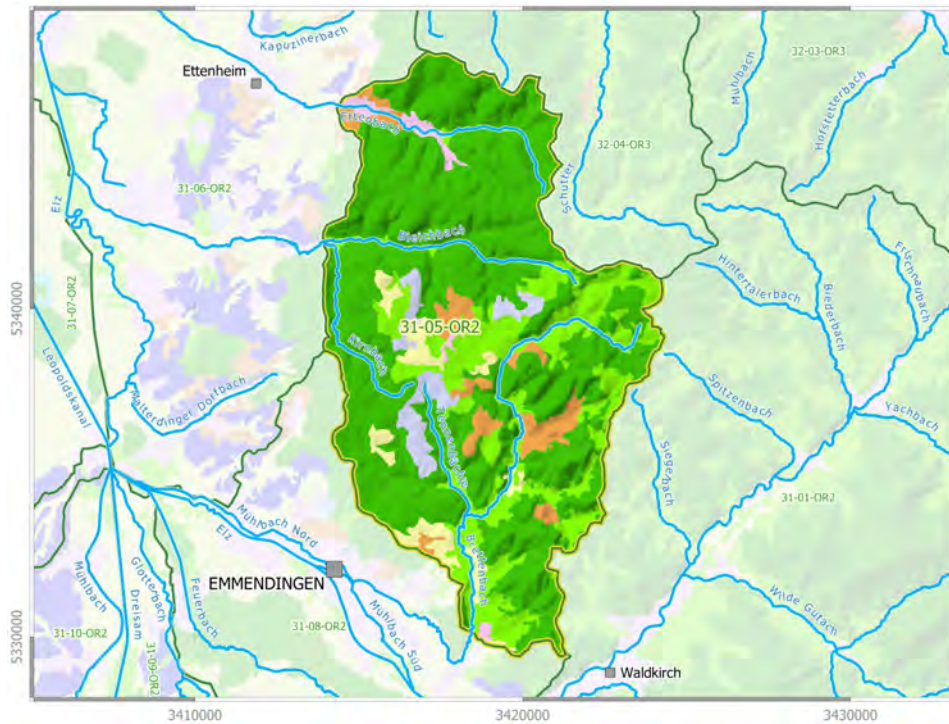 Kapuzinerbach
Ettenheim
Ettenbach
Mühlbach
32-03-OR3
Hofstetterbach
32-04-OR3
Schutter
31-06-OR2
Elz
Bleichbach
Hintertalerbach
Biederbach
Frischnaubach
31-07-OR2
5340000
31-05-OR2
Kirnbach
Leopoldskanal
Malterdinger Dorfbach
Spitzenbach
Yachbach
Tennenbächle
Siegelbach
31-01-OR2
Mühlbach Nord
Elz
Brettenbach
EMMENDINGEN
Mühlbach
Glotterbach
Dreisam
Feuerbach
Mühlbach Süd
Wilde Gutach
31-10-OR2
31-09-OR2
31-08-OR2
5330000
Waldkirch
3410000
3420000
3430000